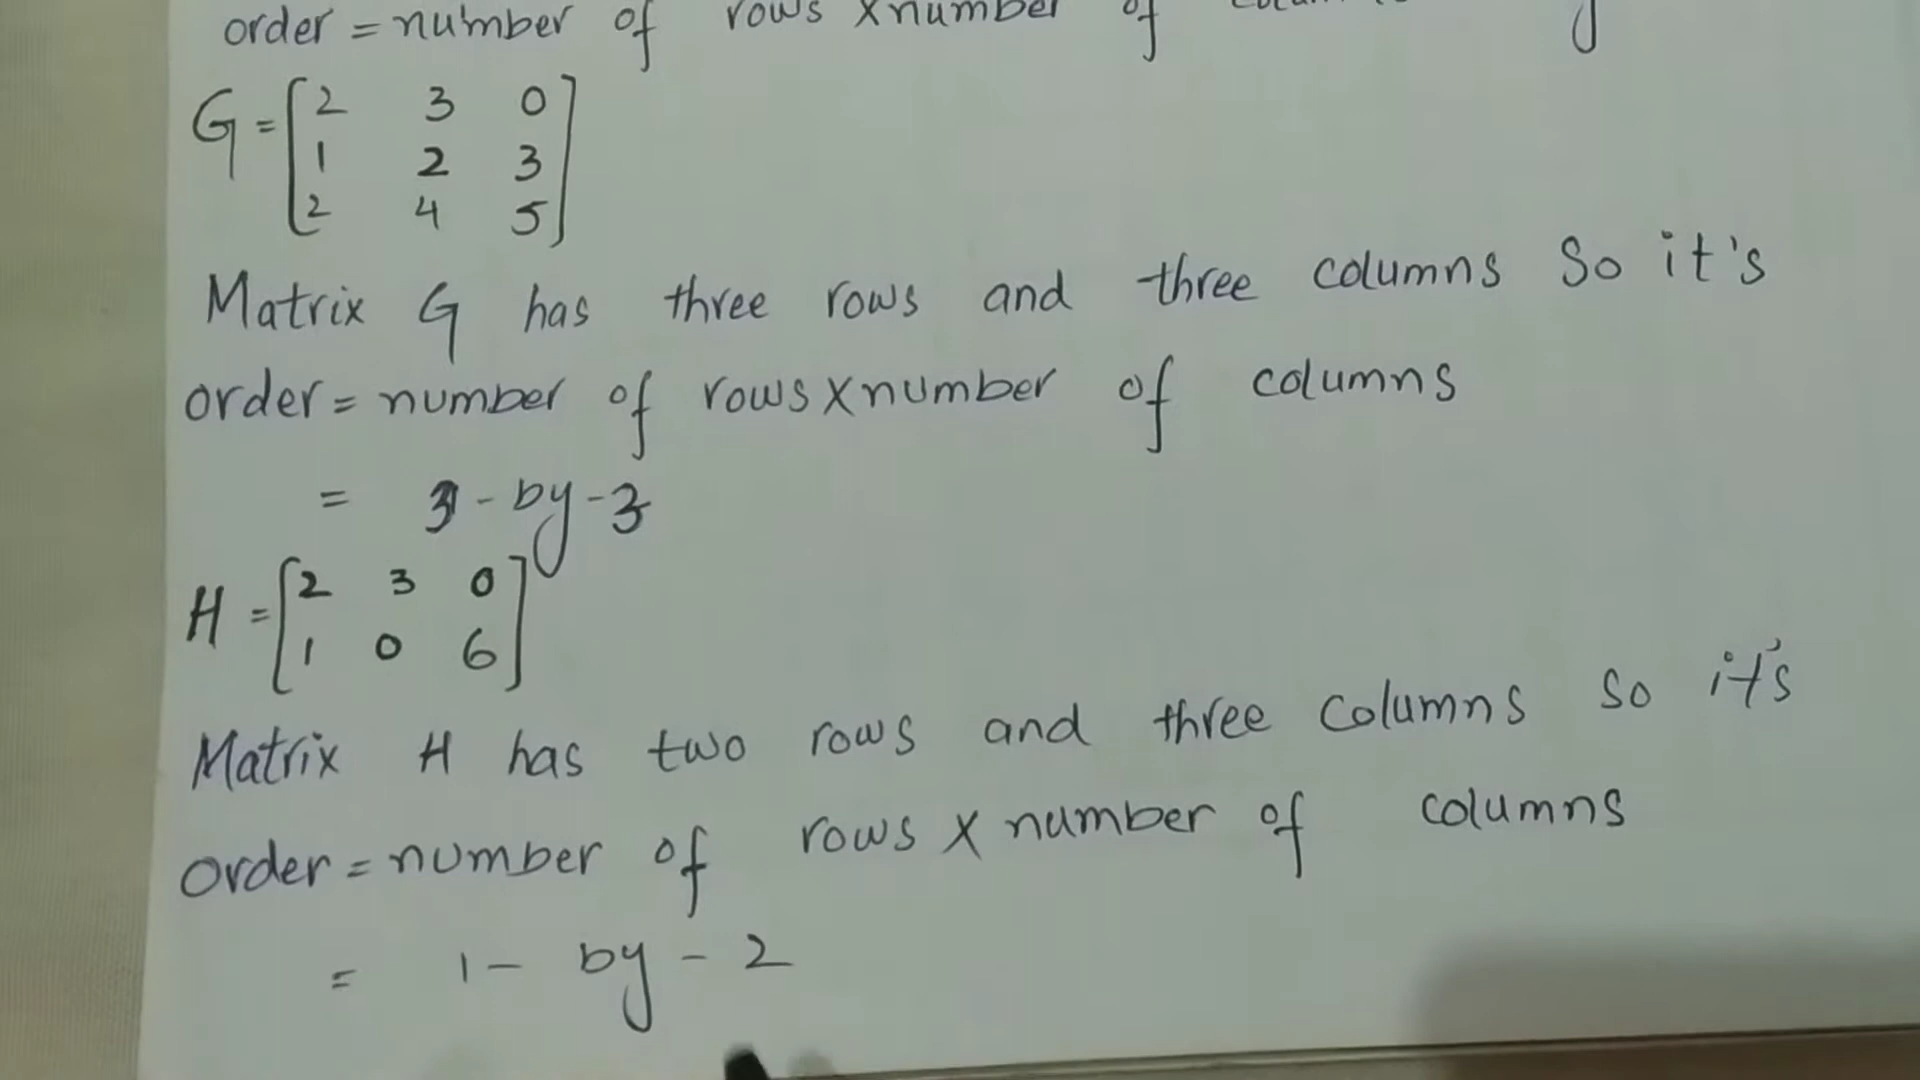 order = number of rows x number of
G = [2 3 0
1 2 3
2 4 5]
Matrix G has three rows and three columns So it's
order = number of rows x number of columns
= 3 - by - 3
H = [2 3 0
1 0 6]
Matrix H has two rows and three columns so it's
order = number of rows x number of columns
= 1 - by - 2